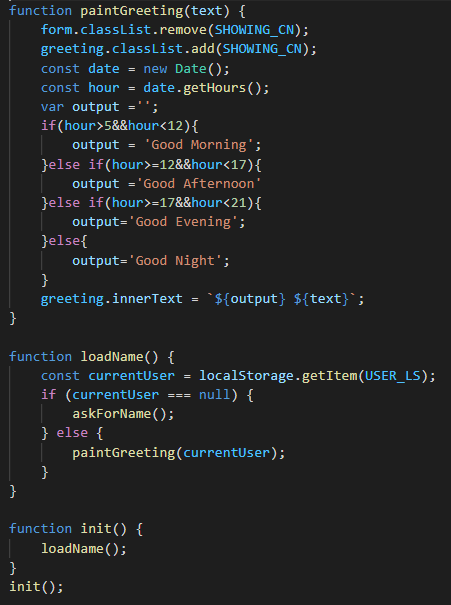 function paintGreeting(text) {
    form.classList.remove(SHOWING_CN);
    greeting.classList.add(SHOWING_CN);
    const date = new Date();
    const hour = date.getHours();
    var output ='';
    if(hour>5&&hour<12){
        output = 'Good Morning';
    }else if(hour>=12&&hour<17){
        output ='Good Afternoon'
    }else if(hour>=17&&hour<21){
        output='Good Evening';
    }else{
        output='Good Night';
    }
    greeting.innerText = `${output} ${text}`;
}

function loadName() {
    const currentUser = localStorage.getItem(USER_LS);
    if (currentUser === null) {
        askForName();
    } else {
        paintGreeting(currentUser);
    }
}

function init() {
    loadName();
}
init();